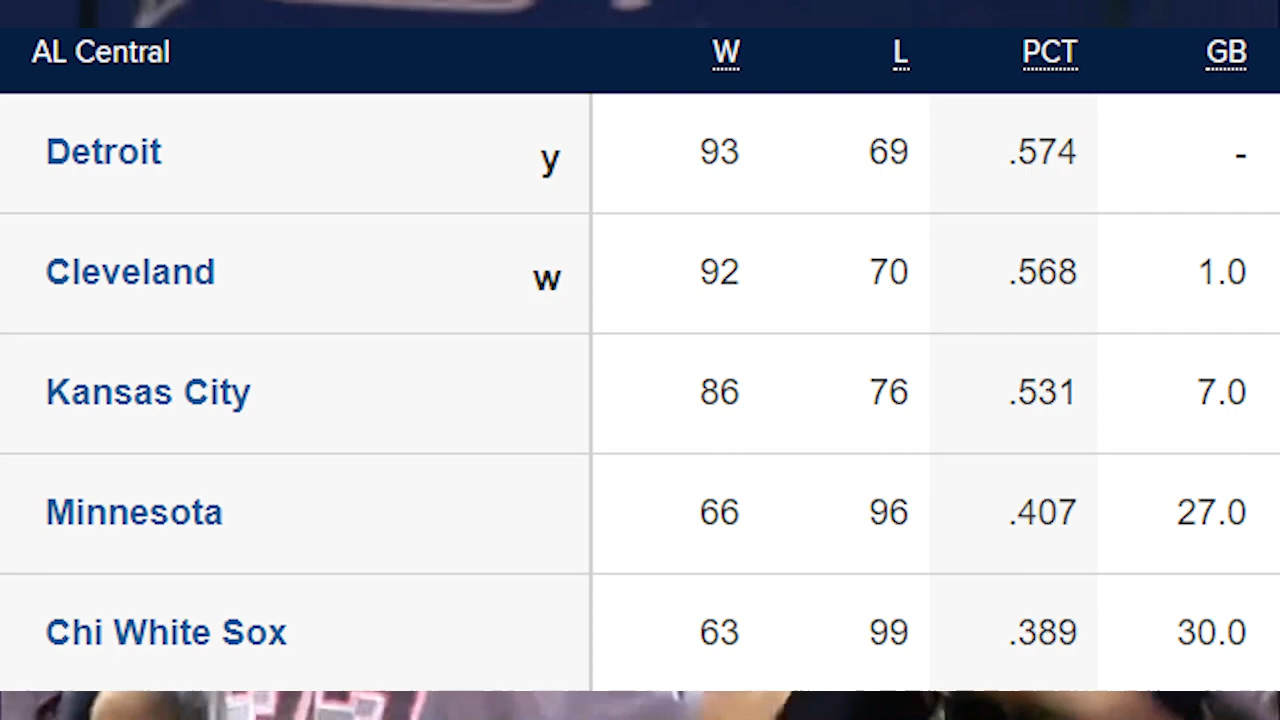 AL Central W L PCT GB
Detroit y 93 69 .574 -
Cleveland w 92 70 .568 1.0
Kansas City 86 76 .531 7.0
Minnesota 66 96 .407 27.0
Chi White Sox 63 99 .389 30.0